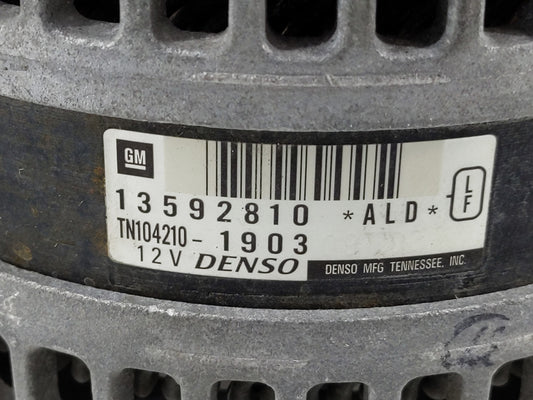 GM
13592810 *ALD* LF
TN104210-1903
12V DENSO
DENSO MFG TENNESSEE. INC.